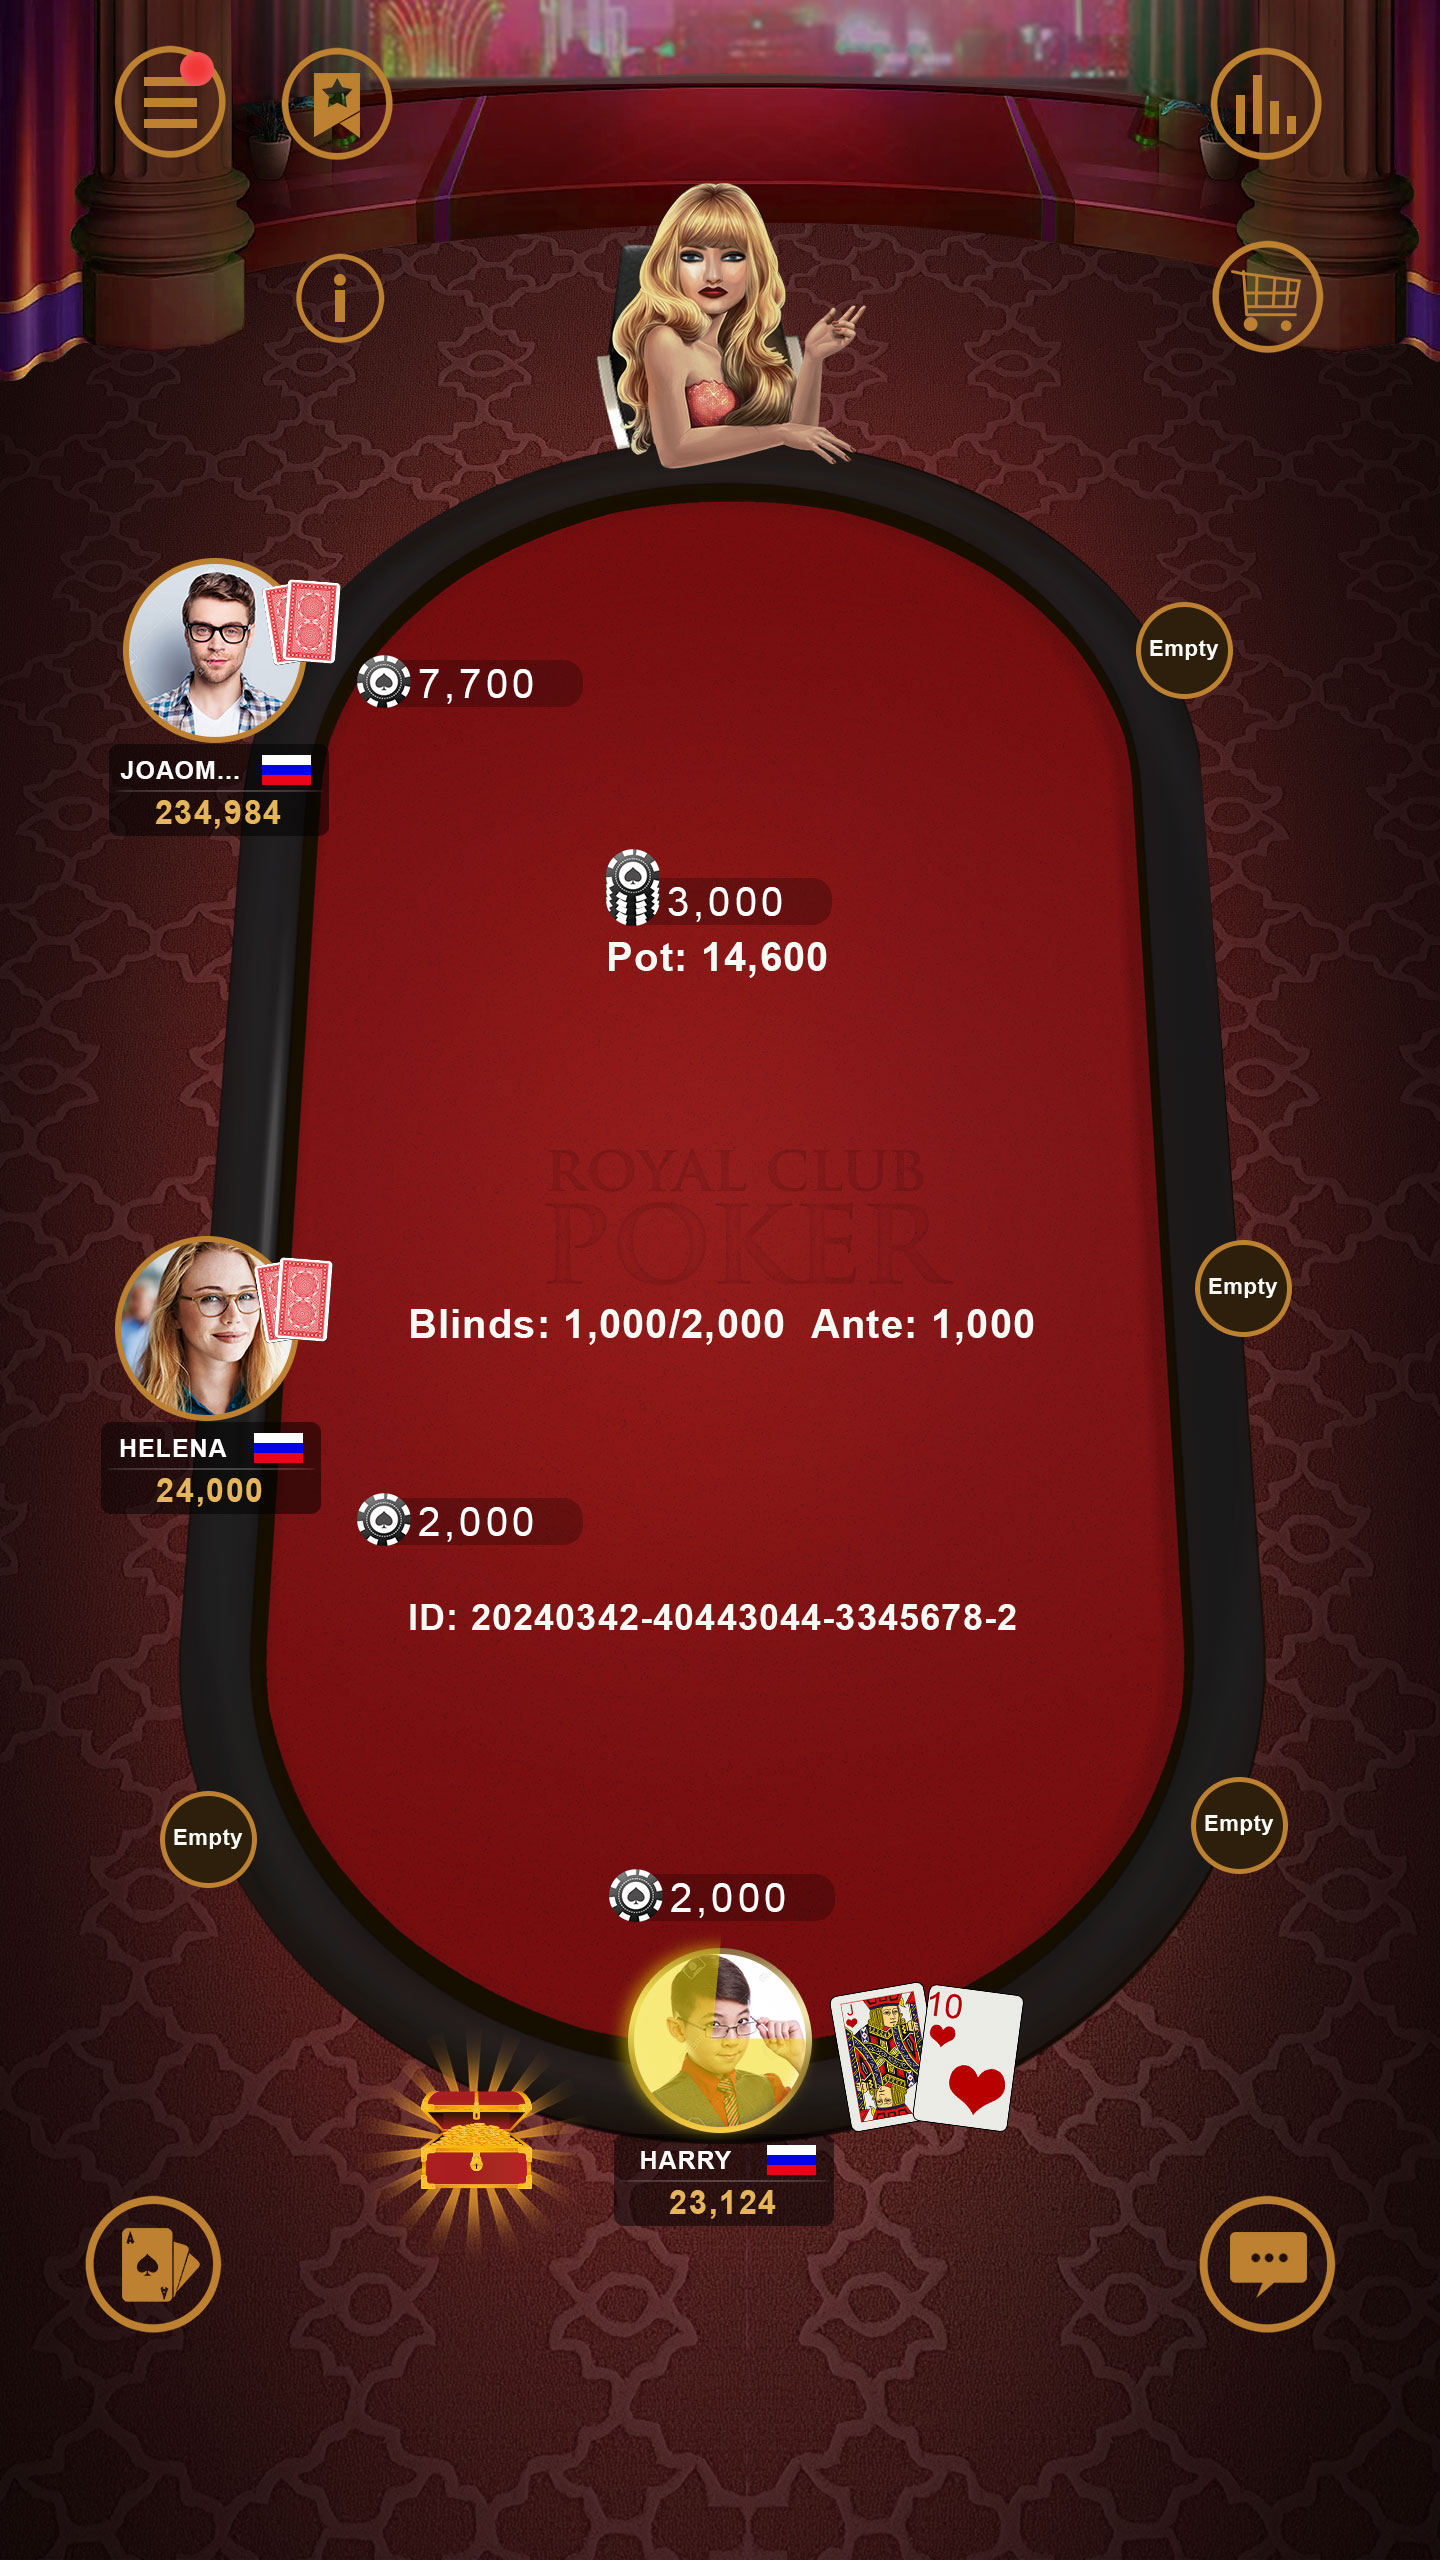 Empty
7,700
JOAOM...
234,984
3,000
Pot: 14,600
ROYAL CLUB
POKER
Empty
Blinds: 1,000/2,000 Ante: 1,000
HELENA
24,000
2,000
ID: 20240342-40443044-3345678-2
Empty
Empty
2,000
J
10
HARRY
23,124
A
A